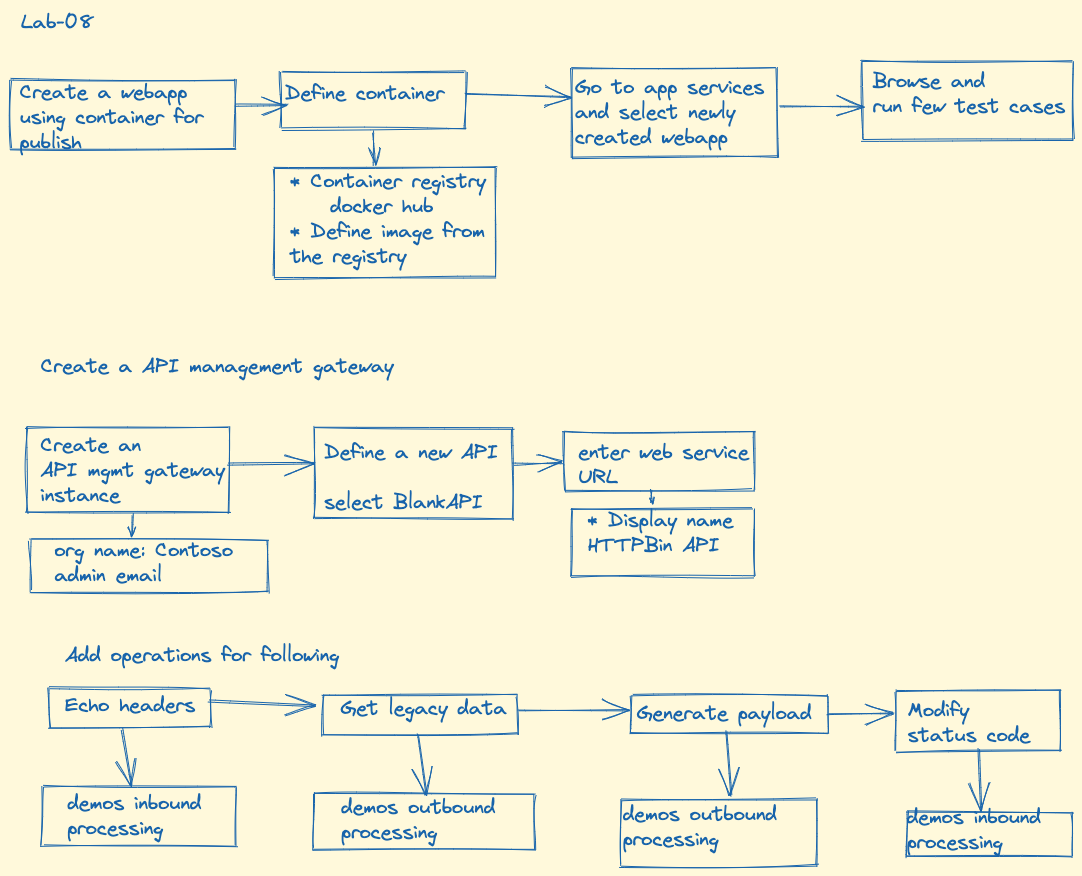 Lab-08
Create a webapp
using container for
publish
Define container
Go to app services
and select newly
created webapp
Browse and
run few test cases
* Container registry
docker hub
* Define image from
the registry
Create a API management gateway
Create an
API mgmt gateway
instance
Define a new API
select BlankAPI
enter web service
URL
* Display name
HTTPBin API
org name: Contoso
admin email
Add operations for following
Echo headers
Get legacy data
Generate payload
Modify
status code
demos inbound
processing
demos outbound
processing
demos outbound
processing
demos inbound
processing